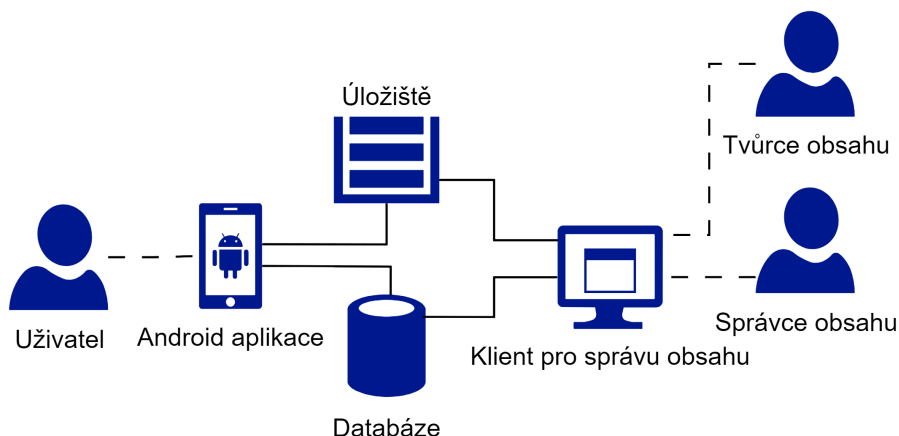 Úložiště
Tvůrce obsahu
Uživatel
Android aplikace
Správce obsahu
Klient pro správu obsahu
Databáze